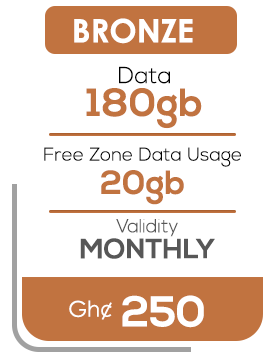 BRONZE
Data
180gb
Free Zone Data Usage
20gb
Validity
MONTHLY
Gh¢ 250